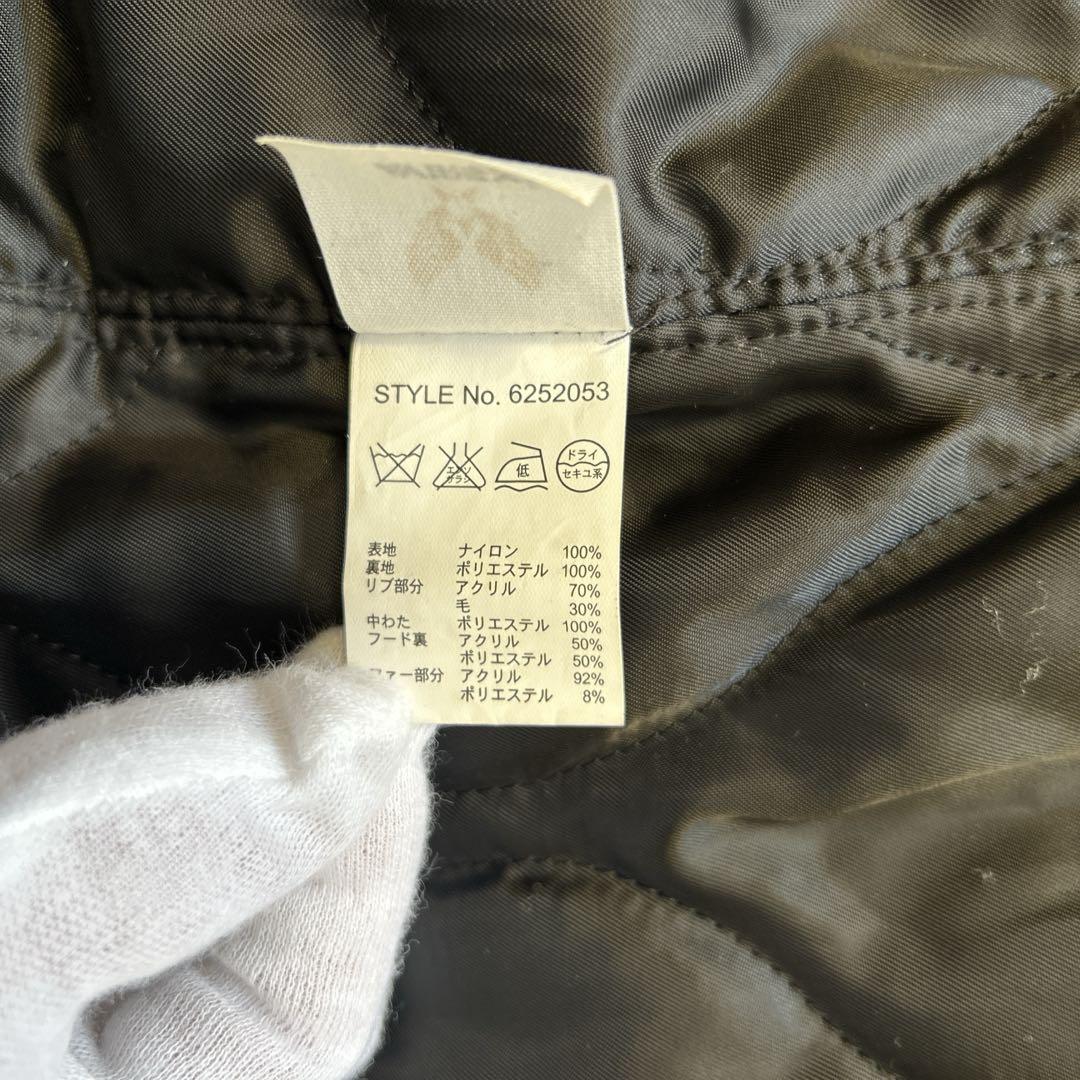 STYLE No. 6252053
エンソ サラシ 低 ドライ セキユ系
表地 ナイロン 100%
裏地 ポリエステル 100%
リブ部分 アクリル 70%
毛 30%
中わた ポリエステル 100%
フード裏 アクリル 50%
ポリエステル 50%
ファー部分 アクリル 92%
ポリエステル 8%